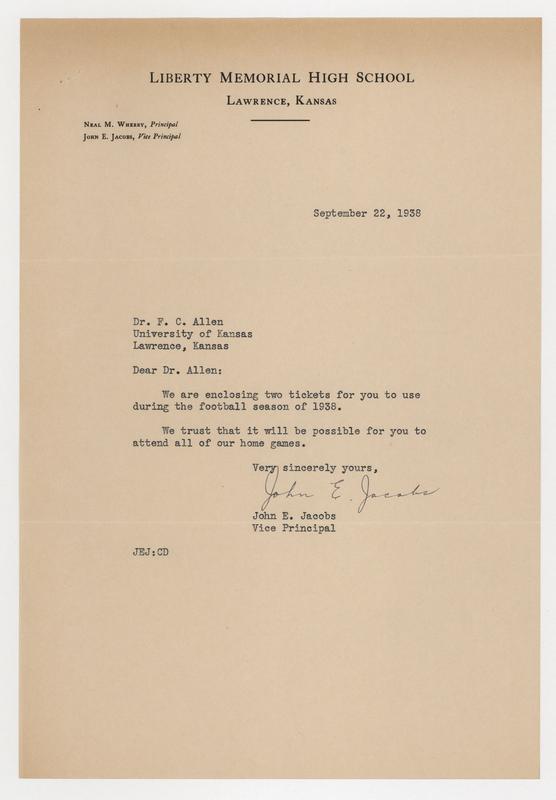 LIBERTY MEMORIAL HIGH SCHOOL
LAWRENCE, KANSAS
NEAL M. WHERRY, Principal
JOHN E. JACOBS, Vice Principal
September 22, 1938
Dr. F. C. Allen
University of Kansas
Lawrence, Kansas
Dear Dr. Allen:
We are enclosing two tickets for you to use
during the football season of 1938.
We trust that it will be possible for you to
attend all of our home games.
Very sincerely yours,
John E. Jacobs
John E. Jacobs
Vice Principal
JEJ:CD